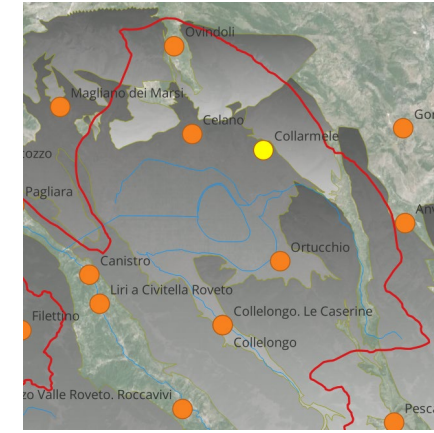 Ovindoli
Magliano dei Marsi
Celano
Collarmele
Pagliara
Ortucchio
Canistro
Liri a Civitella Roveto
Filettino
Collelongo. Le Caserine
Collelongo
Valle Roveto. Roccavivi